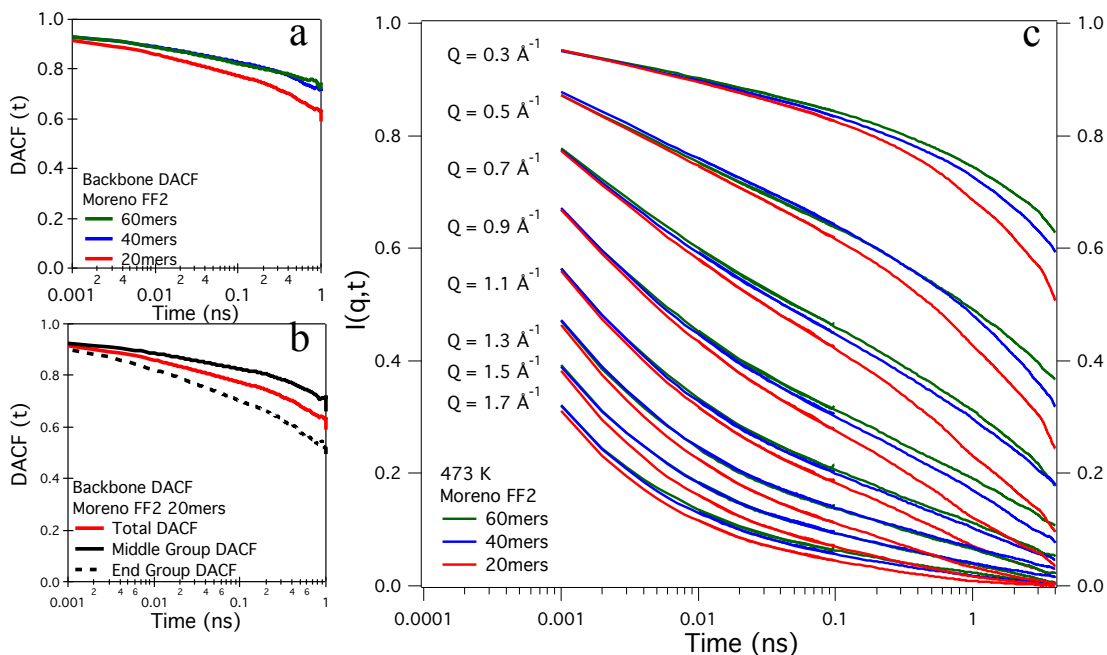 a
1.0
0.8
0.6
0.4
0.2
0.0
DACF (t)
Backbone DACF
Moreno FF2
60mers
40mers
20mers
2 4 2 4 2 4
0.001 0.01 0.1 1
Time (ns)
b
1.0
0.8
0.6
0.4
0.2
0.0
DACF (t)
Backbone DACF
Moreno FF2 20mers
Total DACF
Middle Group DACF
End Group DACF
2 4 6 2 4 6 2 4 6
0.001 0.01 0.1 1
Time (ns)
c
1.0
0.8
0.6
0.4
0.2
0.0
I(q,t)
Q = 0.3 Å-1
Q = 0.5 Å-1
Q = 0.7 Å-1
Q = 0.9 Å-1
Q = 1.1 Å-1
Q = 1.3 Å-1
Q = 1.5 Å-1
Q = 1.7 Å-1
473 K
Moreno FF2
60mers
40mers
20mers
1.0
0.8
0.6
0.4
0.2
0.0
0.0001 0.001 0.01 0.1 1
Time (ns)